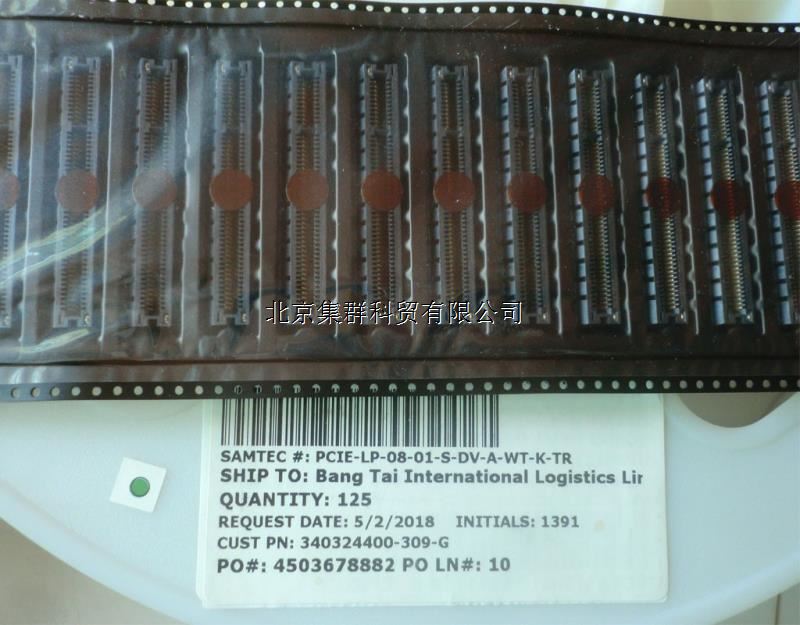 北京集群科贸有限公司
SAMTEC #: PCIE-LP-08-01-S-DV-A-WT-K-TR
SHIP TO: Bang Tai International Logistics Lir
QUANTITY: 125
REQUEST DATE: 5/2/2018 INITIALS: 1391
CUST PN: 340324400-309-G
PO#: 4503678882 PO LN#: 10